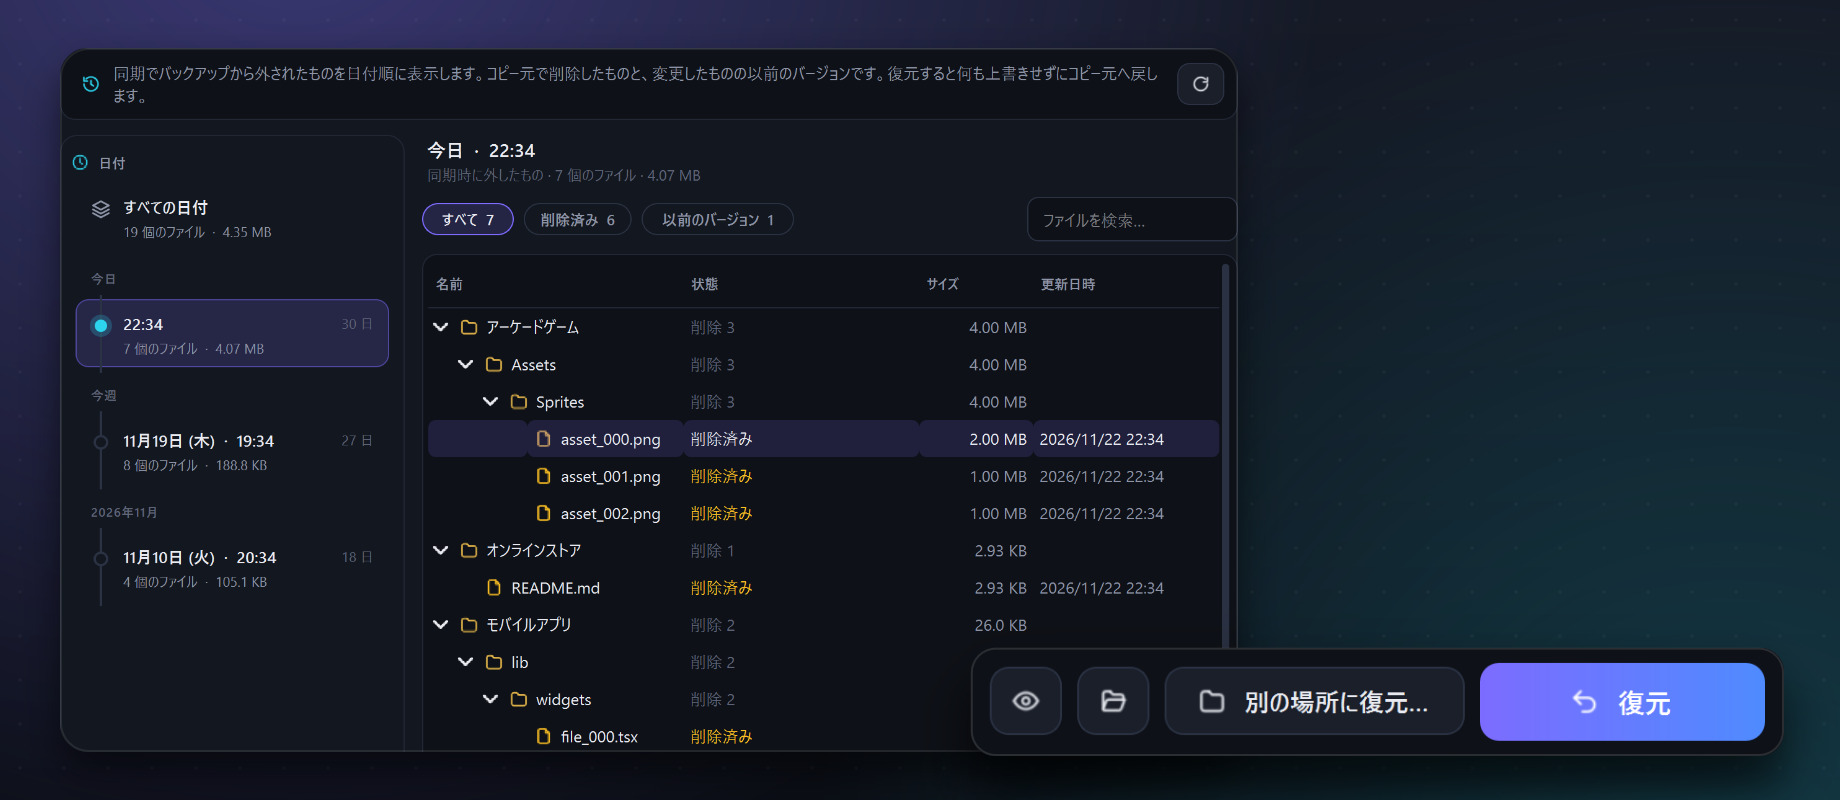 同期でバックアップから外されたものを日付順に表示します。コピー元で削除したものと、変更したものの以前のバージョンです。復元すると何も上書きせずにコピー元へ戻し
ます。
日付
すべての日付
19 個のファイル · 4.35 MB
今日
22:34 30 日
7 個のファイル · 4.07 MB
今週
11月19日 (木) · 19:34 27 日
8 個のファイル · 188.8 KB
2026年11月
11月10日 (火) · 20:34 18 日
4 個のファイル · 105.1 KB
今日 · 22:34
同期時に外したもの · 7 個のファイル · 4.07 MB
すべて 7 削除済み 6 以前のバージョン 1
ファイルを検索...
名前 状態 サイズ 更新日時
アーケードゲーム 削除 3 4.00 MB
Assets 削除 3 4.00 MB
Sprites 削除 3 4.00 MB
asset_000.png 削除済み 2.00 MB 2026/11/22 22:34
asset_001.png 削除済み 1.00 MB 2026/11/22 22:34
asset_002.png 削除済み 1.00 MB 2026/11/22 22:34
オンラインストア 削除 1 2.93 KB
README.md 削除済み 2.93 KB 2026/11/22 22:34
モバイルアプリ 削除 2 26.0 KB
lib 削除 2
widgets 削除 2
file_000.tsx 削除済み
別の場所に復元... 復元